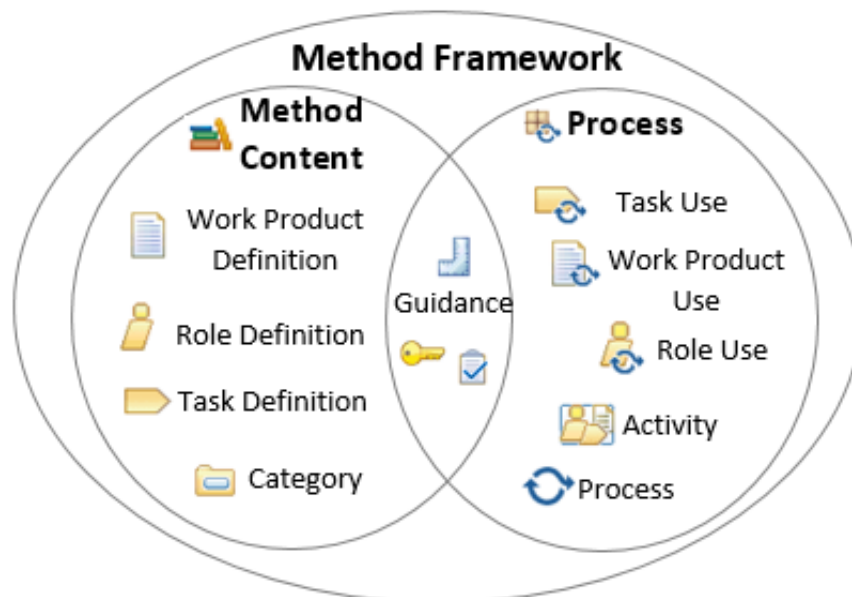 Method Framework
Method
Content
Work Product
Definition
Role Definition
Task Definition
Category
Guidance
Process
Task Use
Work Product
Use
Role Use
Activity
Process